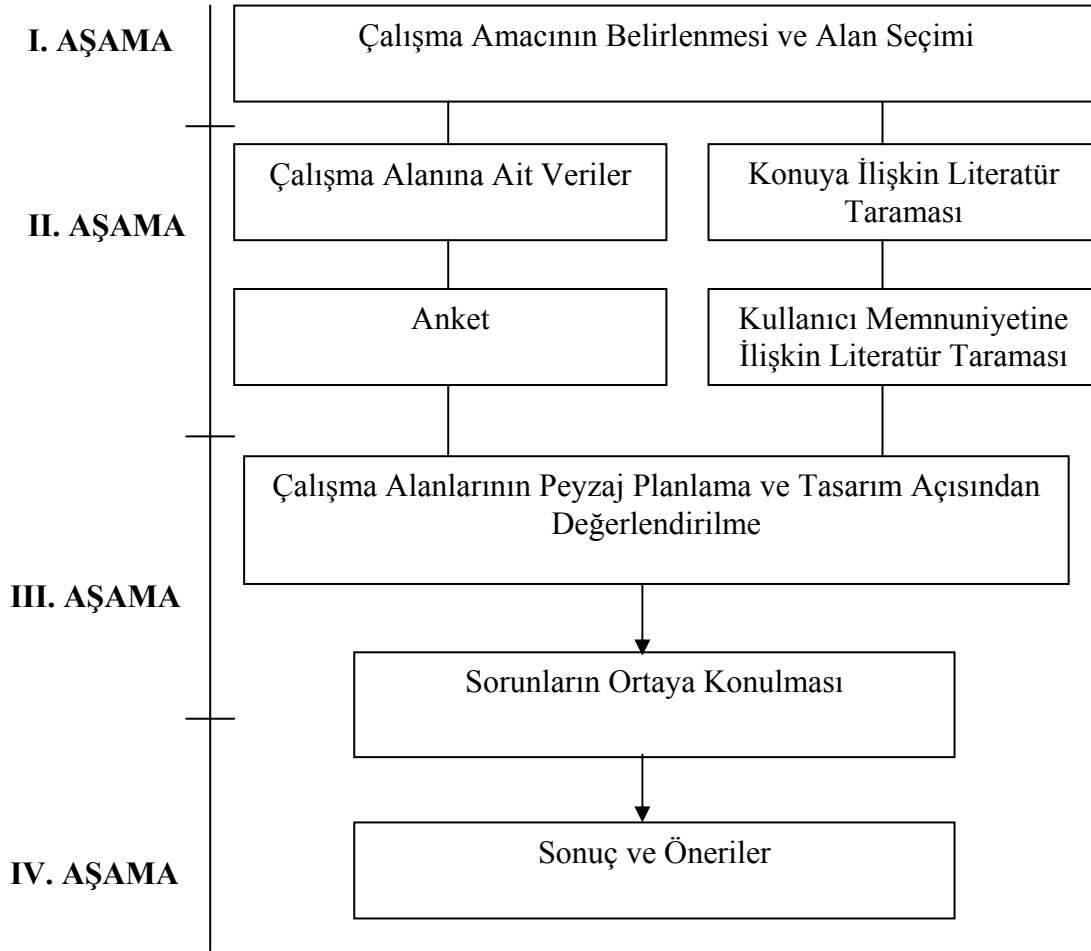 I. AŞAMA
Çalışma Amacının Belirlenmesi ve Alan Seçimi
II. AŞAMA
Çalışma Alanına Ait Veriler
Konuya İlişkin Literatür
Taraması
Anket
Kullanıcı Memnuniyetine
İlişkin Literatür Taraması
III. AŞAMA
Çalışma Alanlarının Peyzaj Planlama ve Tasarım Açısından
Değerlendirilme
Sorunların Ortaya Konulması
IV. AŞAMA
Sonuç ve Öneriler